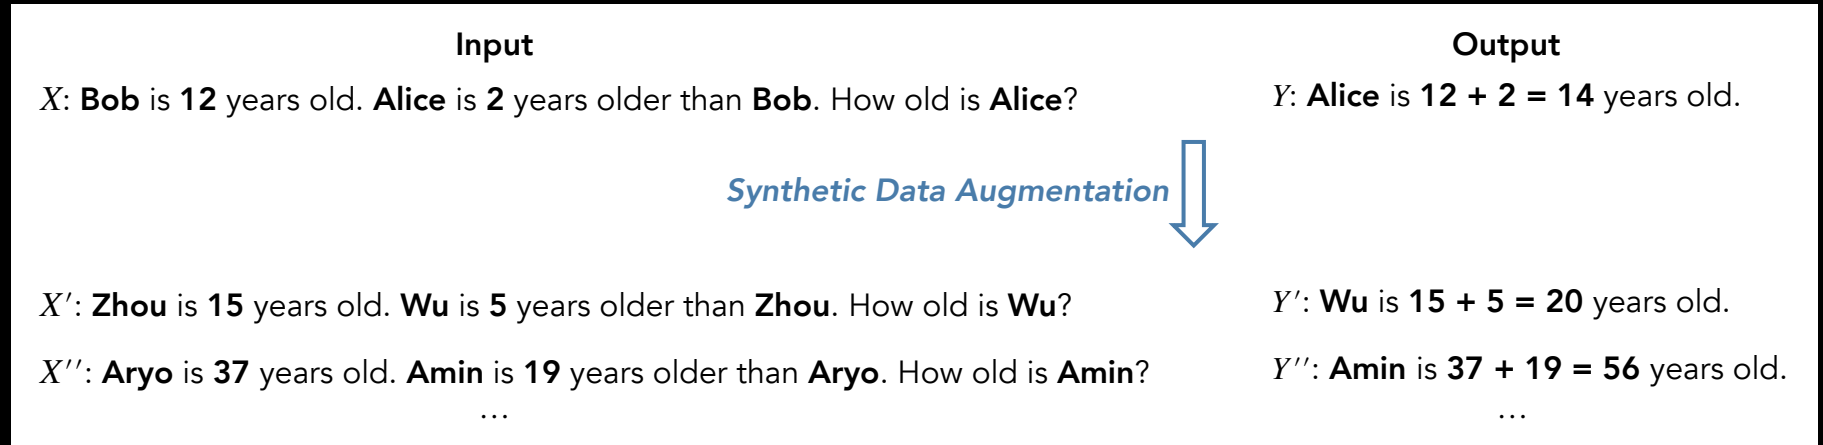 Input
Output
X: Bob is 12 years old. Alice is 2 years older than Bob. How old is Alice?
Y: Alice is 12 + 2 = 14 years old.
Synthetic Data Augmentation
X′: Zhou is 15 years old. Wu is 5 years older than Zhou. How old is Wu?
Y′: Wu is 15 + 5 = 20 years old.
X′′: Aryo is 37 years old. Amin is 19 years older than Aryo. How old is Amin?
Y′′: Amin is 37 + 19 = 56 years old.
...
...